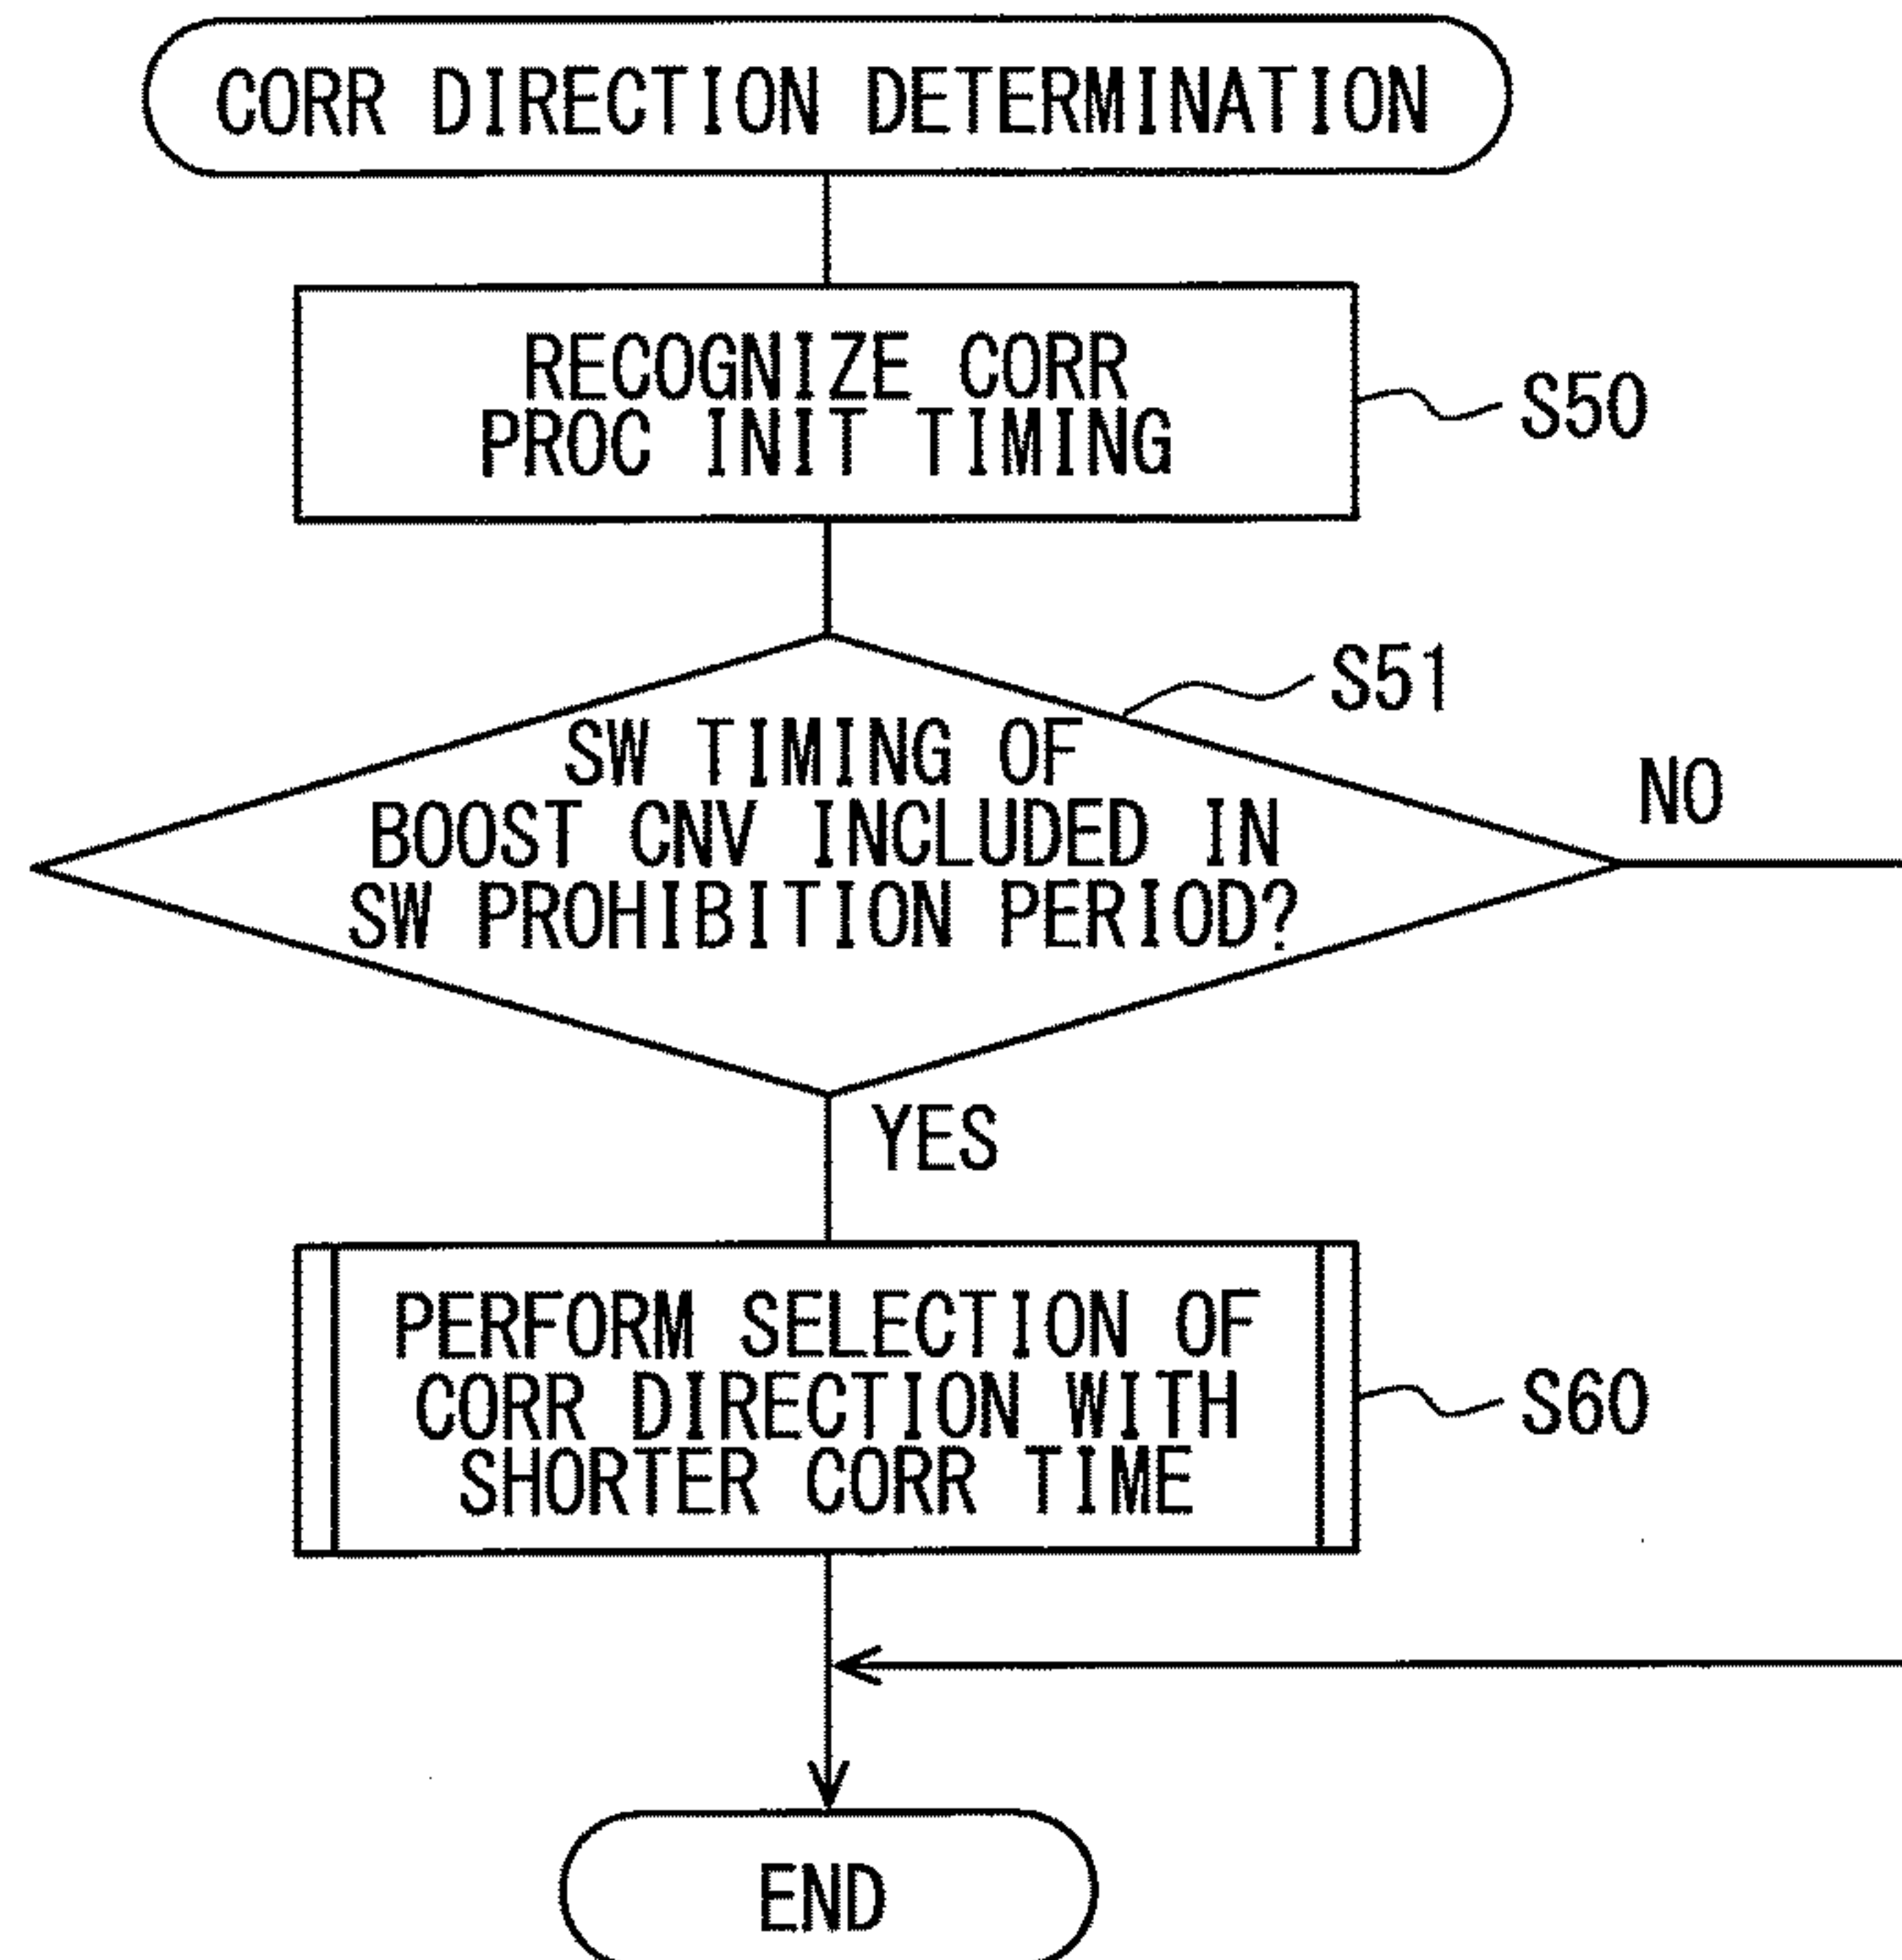 CORR DIRECTION DETERMINATION
RECOGNIZE CORR
PROC INIT TIMING
S50
S51
SW TIMING OF
BOOST CNV INCLUDED IN
SW PROHIBITION PERIOD?
NO
YES
PERFORM SELECTION OF
CORR DIRECTION WITH
SHORTER CORR TIME
S60
END